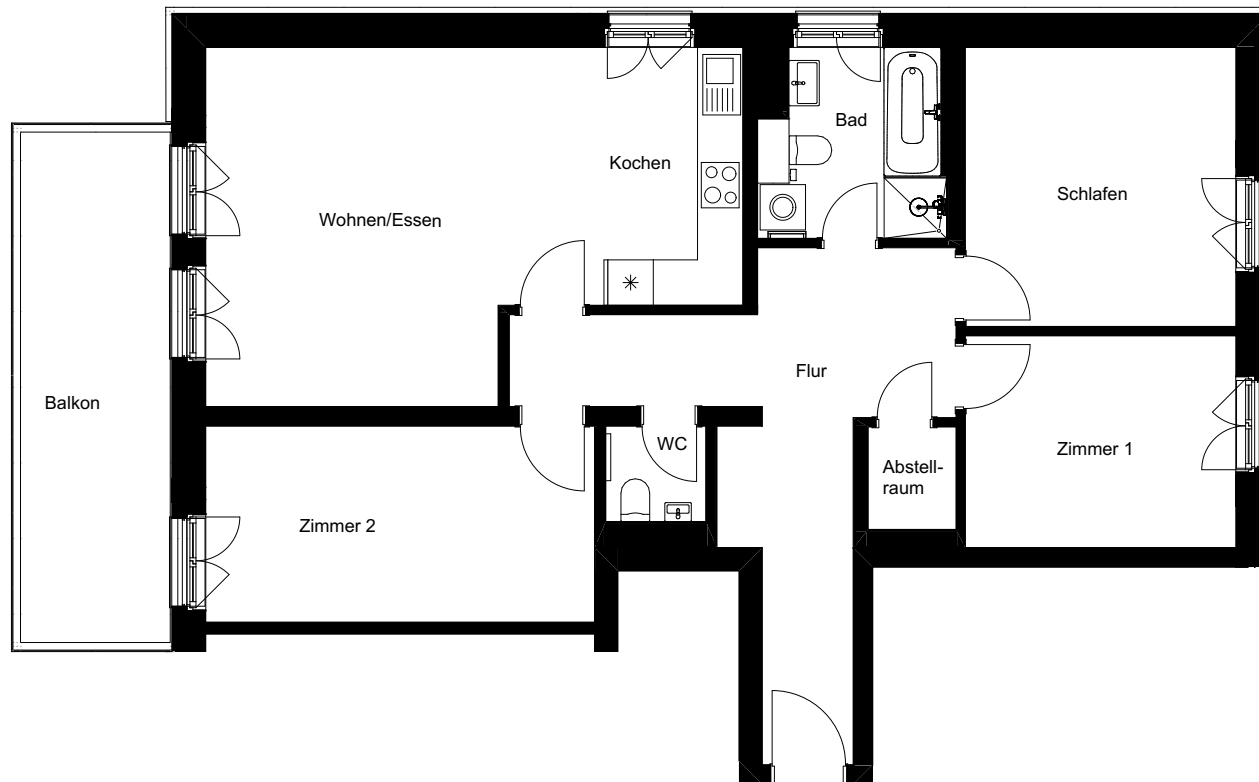 Bad
Kochen
Schlafen
Wohnen/Essen
Flur
Balkon
WC
Zimmer 1
Abstell-
raum
Zimmer 2